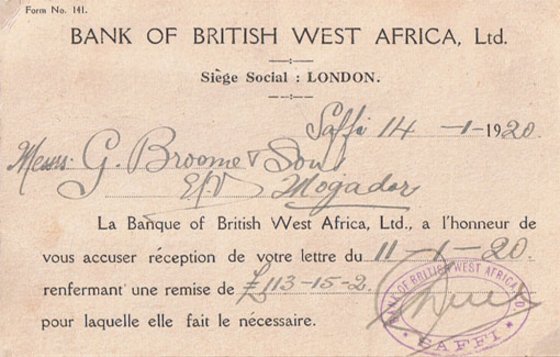 Form No. 141.
BANK OF BRITISH WEST AFRICA, Ltd.
Siège Social : LONDON.
Saffi 14 -1- 1920
Messrs: G. Broome & Son
Mogador
La Banque of British West Africa, Ltd., a l'honneur de
vous accuser réception de votre lettre du 11-1-20
renfermant une remise de £113-15-2.
pour laquelle elle fait le nécessaire.
BANK OF BRITISH WEST AFRICA LTD.
SAFFI